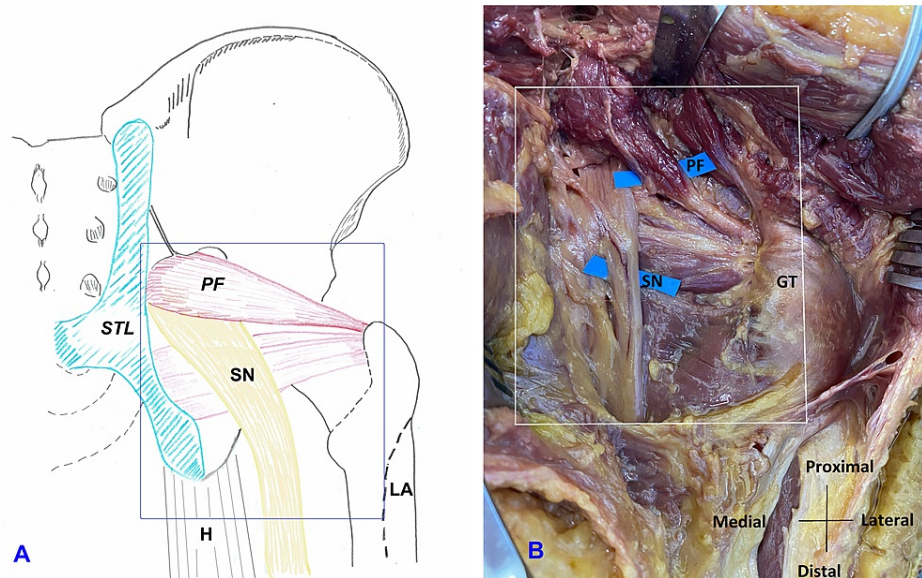 PF
STL
SN
LA
H
A
PF
SN
GT
Proximal
Medial
Lateral
Distal
B